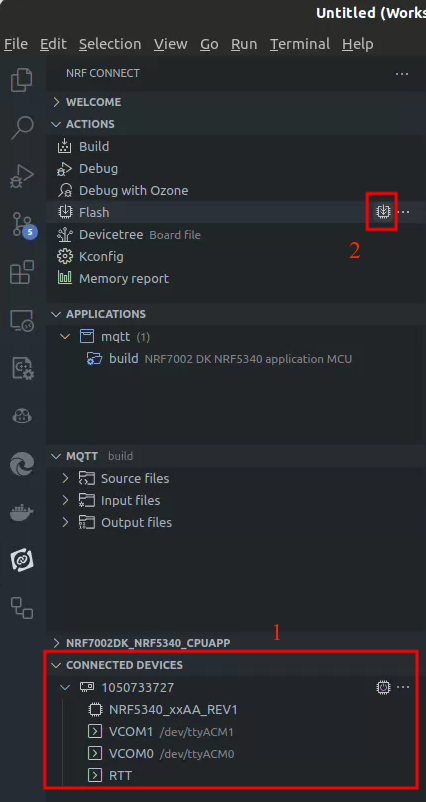 Untitled (Works
File Edit Selection View Go Run Terminal Help
NRF CONNECT
WELCOME
ACTIONS
Build
Debug
Debug with Ozone
Flash
2
Devicetree Board file
5
Kconfig
Memory report
APPLICATIONS
mqtt (1)
build NRF7002 DK NRF5340 application MCU
MQTT build
Source files
Input files
Output files
1
NRF7002DK_NRF5340_CPUAPP
CONNECTED DEVICES
1050733727
NRF5340_xxAA_REV1
VCOM1 /dev/ttyACM1
VCOM0 /dev/ttyACM0
RTT